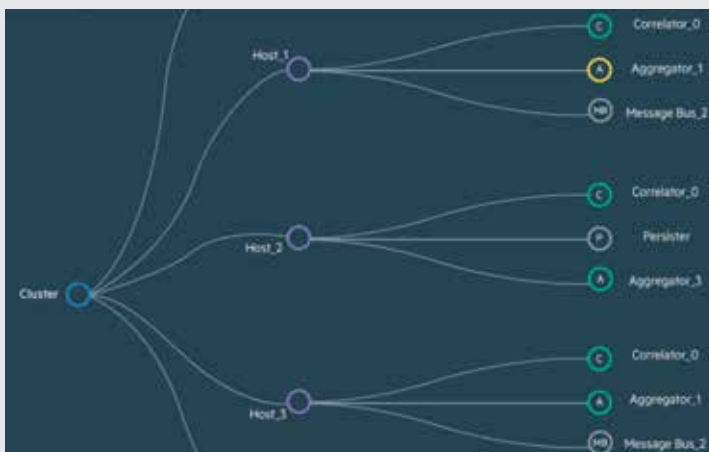 C Correlator_0
Host_1
A Aggregator_1
MB Message Bus_2
C Correlator_0
P Persister
Host_2
A Aggregator_3
Cluster
C Correlator_0
A Aggregator_1
Host_3
MB Message Bus_2